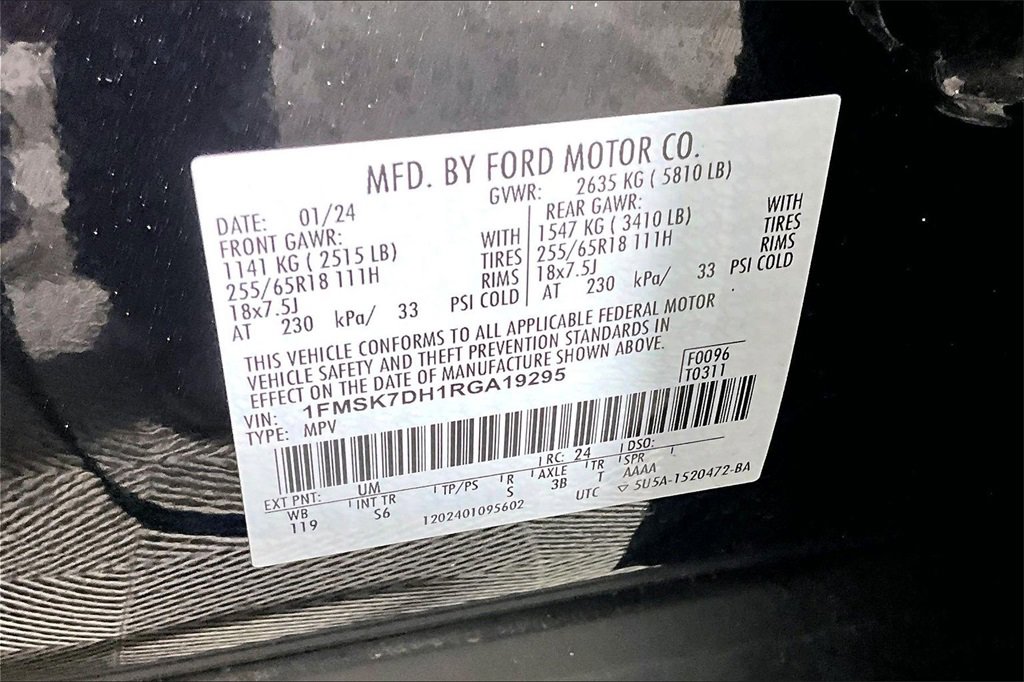 MFD. BY FORD MOTOR CO.
DATE: 01/24 GVWR: 2635 KG ( 5810 LB)
FRONT GAWR: REAR GAWR:
1141 KG ( 2515 LB) WITH 1547 KG ( 3410 LB) WITH
255/65R18 111H TIRES 255/65R18 111H TIRES
18x7.5J RIMS 18x7.5J RIMS
AT 230 kPa/ 33 PSI COLD AT 230 kPa/ 33 PSI COLD
THIS VEHICLE CONFORMS TO ALL APPLICABLE FEDERAL MOTOR
VEHICLE SAFETY AND THEFT PREVENTION STANDARDS IN
EFFECT ON THE DATE OF MANUFACTURE SHOWN ABOVE.
VIN: 1FMSK7DH1RGA19295 F0096
TYPE: MPV T0311
EXT PNT: UM RC: 24 DSO:
WB INT TR TP/PS R AXLE TR SPR
119 S6 S 3B T AAAA
1202401095602 UTC ▽ 5U5A-1520472-BA